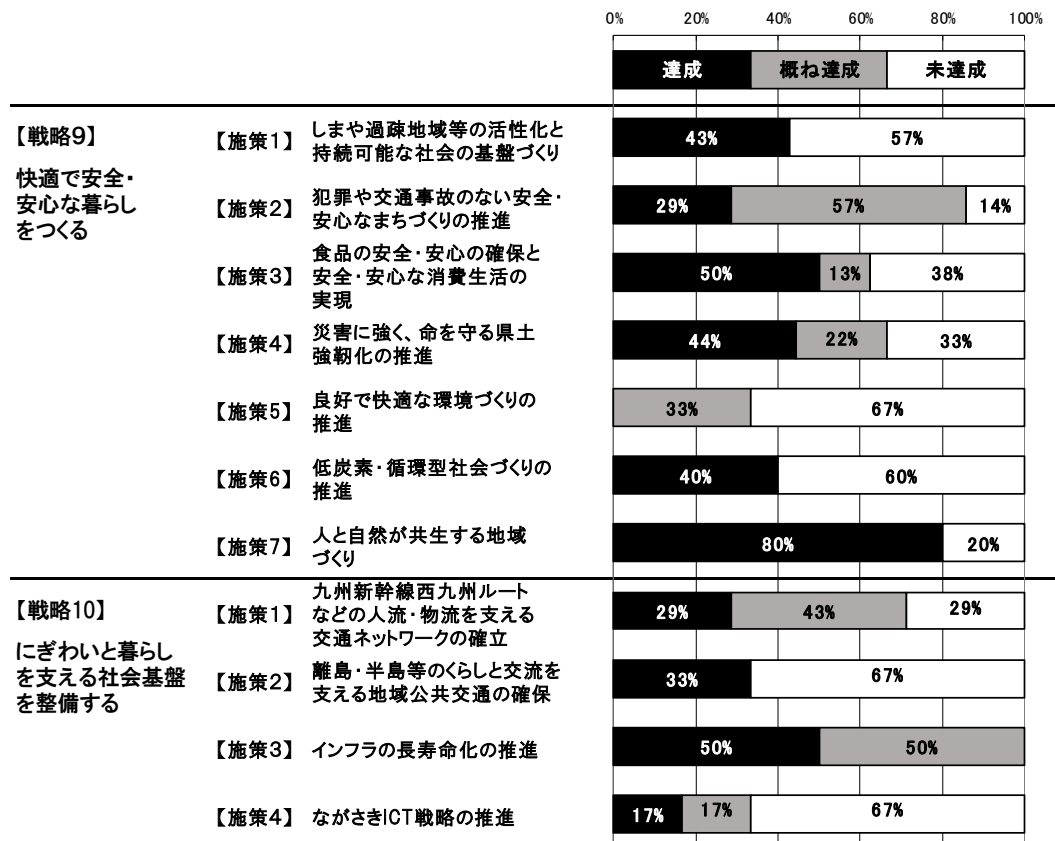 0% 20% 40% 60% 80% 100%
達成 概ね達成 未達成
【戦略9】
快適で安全・
安心な暮らし
をつくる
【施策1】
しまや過疎地域等の活性化と
持続可能な社会の基盤づくり
43% 57%
【施策2】
犯罪や交通事故のない安全・
安心なまちづくりの推進
29% 57% 14%
【施策3】
食品の安全・安心の確保と
安全・安心な消費生活の
実現
50% 13% 38%
【施策4】
災害に強く、命を守る県土
強靭化の推進
44% 22% 33%
【施策5】
良好で快適な環境づくりの
推進
33% 67%
【施策6】
低炭素・循環型社会づくりの
推進
40% 60%
【施策7】
人と自然が共生する地域
づくり
80% 20%
【戦略10】
にぎわいと暮らし
を支える社会基盤
を整備する
【施策1】
九州新幹線西九州ルート
などの人流・物流を支える
交通ネットワークの確立
29% 43% 29%
【施策2】
離島・半島等のくらしと交流を
支える地域公共交通の確保
33% 67%
【施策3】
インフラの長寿命化の推進
50% 50%
【施策4】
ながさきICT戦略の推進
17% 17% 67%